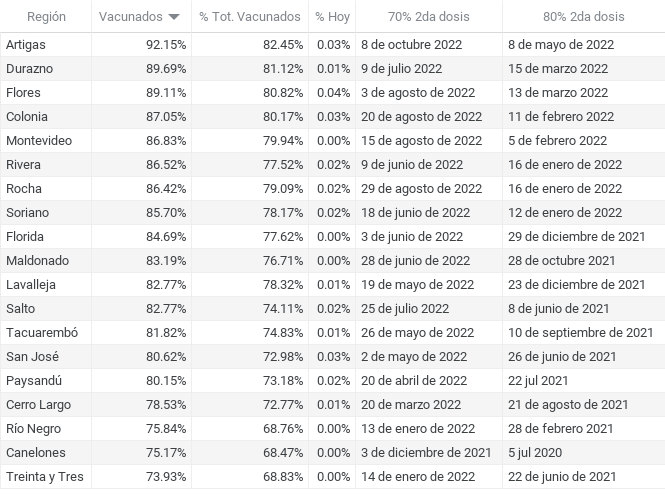 Región Vacunados % Tot. Vacunados % Hoy 70% 2da dosis 80% 2da dosis
Artigas 92.15% 82.45% 0.03% 8 de octubre 2022 8 de mayo de 2022
Durazno 89.69% 81.12% 0.01% 9 de julio 2022 15 de marzo 2022
Flores 89.11% 80.82% 0.04% 3 de agosto de 2022 13 de marzo 2022
Colonia 87.05% 80.17% 0.03% 20 de agosto de 2022 11 de febrero 2022
Montevideo 86.83% 79.94% 0.00% 15 de agosto de 2022 5 de febrero 2022
Rivera 86.52% 77.52% 0.02% 9 de junio de 2022 16 de enero de 2022
Rocha 86.42% 79.09% 0.02% 29 de agosto de 2022 16 de enero de 2022
Soriano 85.70% 78.17% 0.02% 18 de junio de 2022 12 de enero de 2022
Florida 84.69% 77.62% 0.00% 3 de junio de 2022 29 de diciembre de 2021
Maldonado 83.19% 76.71% 0.00% 28 de junio de 2022 28 de octubre 2021
Lavalleja 82.77% 78.32% 0.01% 19 de mayo de 2022 23 de diciembre de 2021
Salto 82.77% 74.11% 0.02% 25 de julio 2022 8 de junio de 2021
Tacuarembó 81.82% 74.83% 0.01% 26 de mayo de 2022 10 de septiembre de 2021
San José 80.62% 72.98% 0.03% 2 de mayo de 2022 26 de junio de 2021
Paysandú 80.15% 73.18% 0.02% 20 de abril de 2022 22 jul 2021
Cerro Largo 78.53% 72.77% 0.01% 20 de marzo 2022 21 de agosto de 2021
Río Negro 75.84% 68.76% 0.00% 13 de enero de 2022 28 de febrero 2021
Canelones 75.17% 68.47% 0.00% 3 de diciembre de 2021 5 jul 2020
Treinta y Tres 73.93% 68.83% 0.00% 14 de enero de 2022 22 de junio de 2021